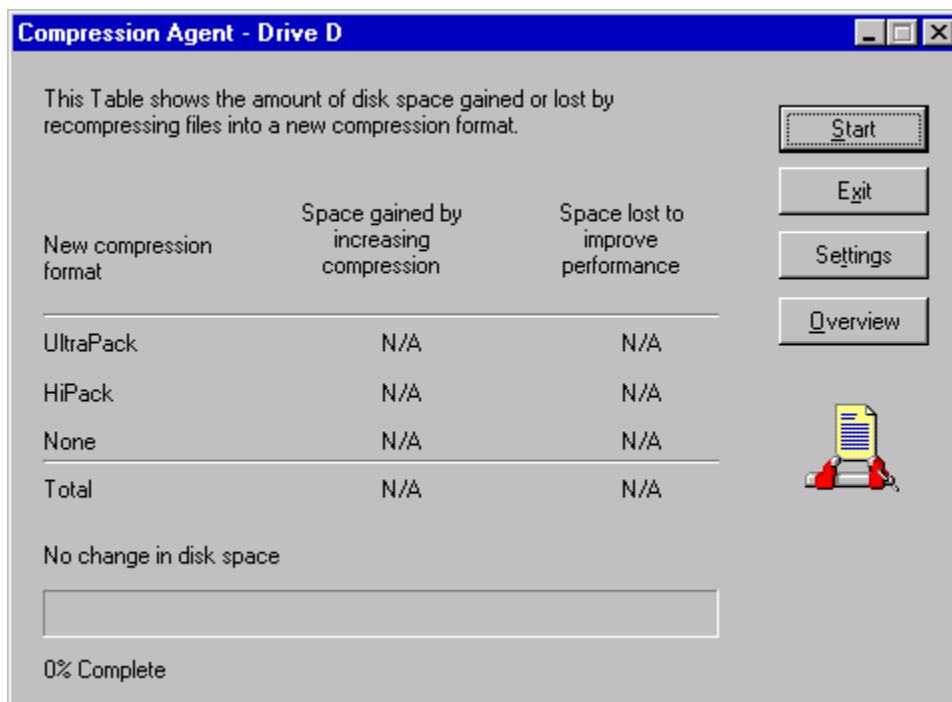 Compression Agent - Drive D
This Table shows the amount of disk space gained or lost by
recompressing files into a new compression format.
Start
Exit
Settings
Overview
New compression
format
Space gained by
increasing
compression
Space lost to
improve
performance
UltraPack N/A N/A
HiPack N/A N/A
None N/A N/A
Total N/A N/A
No change in disk space
0% Complete